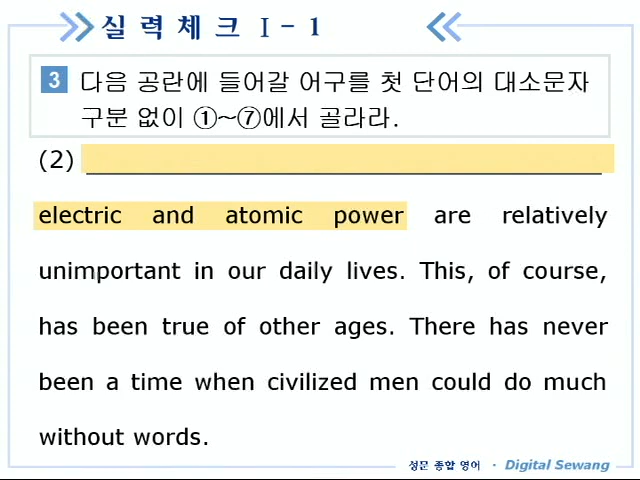 실력체크 I - 1
3 다음 공란에 들어갈 어구를 첫 단어의 대소문자
구분 없이 ①~⑦에서 골라라.
(2)
electric and atomic power are relatively
unimportant in our daily lives. This, of course,
has been true of other ages. There has never
been a time when civilized men could do much
without words.
성문 종합 영어 · Digital Sewang